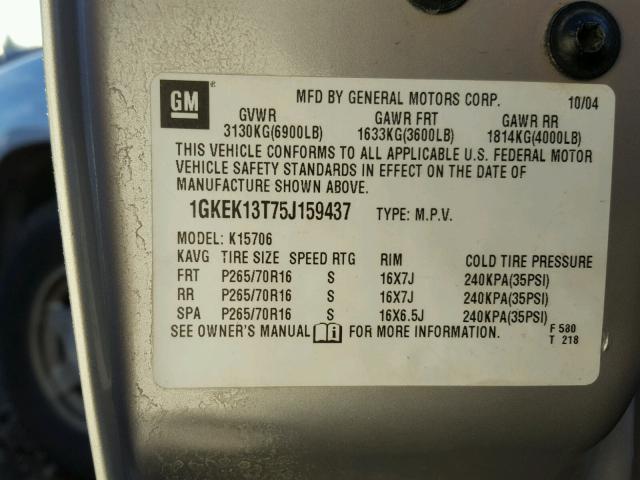 GM ® MFD BY GENERAL MOTORS CORP. 10/04
GVWR GAWR FRT GAWR RR
3130KG(6900LB) 1633KG(3600LB) 1814KG(4000LB)
THIS VEHICLE CONFORMS TO ALL APPLICABLE U.S. FEDERAL MOTOR
VEHICLE SAFETY STANDARDS IN EFFECT ON THE DATE OF
MANUFACTURE SHOWN ABOVE.
1GKEK13T75J159437 TYPE: M.P.V.
MODEL: K15706
KAVG TIRE SIZE SPEED RTG RIM COLD TIRE PRESSURE
FRT P265/70R16 S 16X7J 240KPA(35PSI)
RR P265/70R16 S 16X7J 240KPA(35PSI)
SPA P265/70R16 S 16X6.5J 240KPA(35PSI)
SEE OWNER'S MANUAL FOR MORE INFORMATION. F 580
T 218